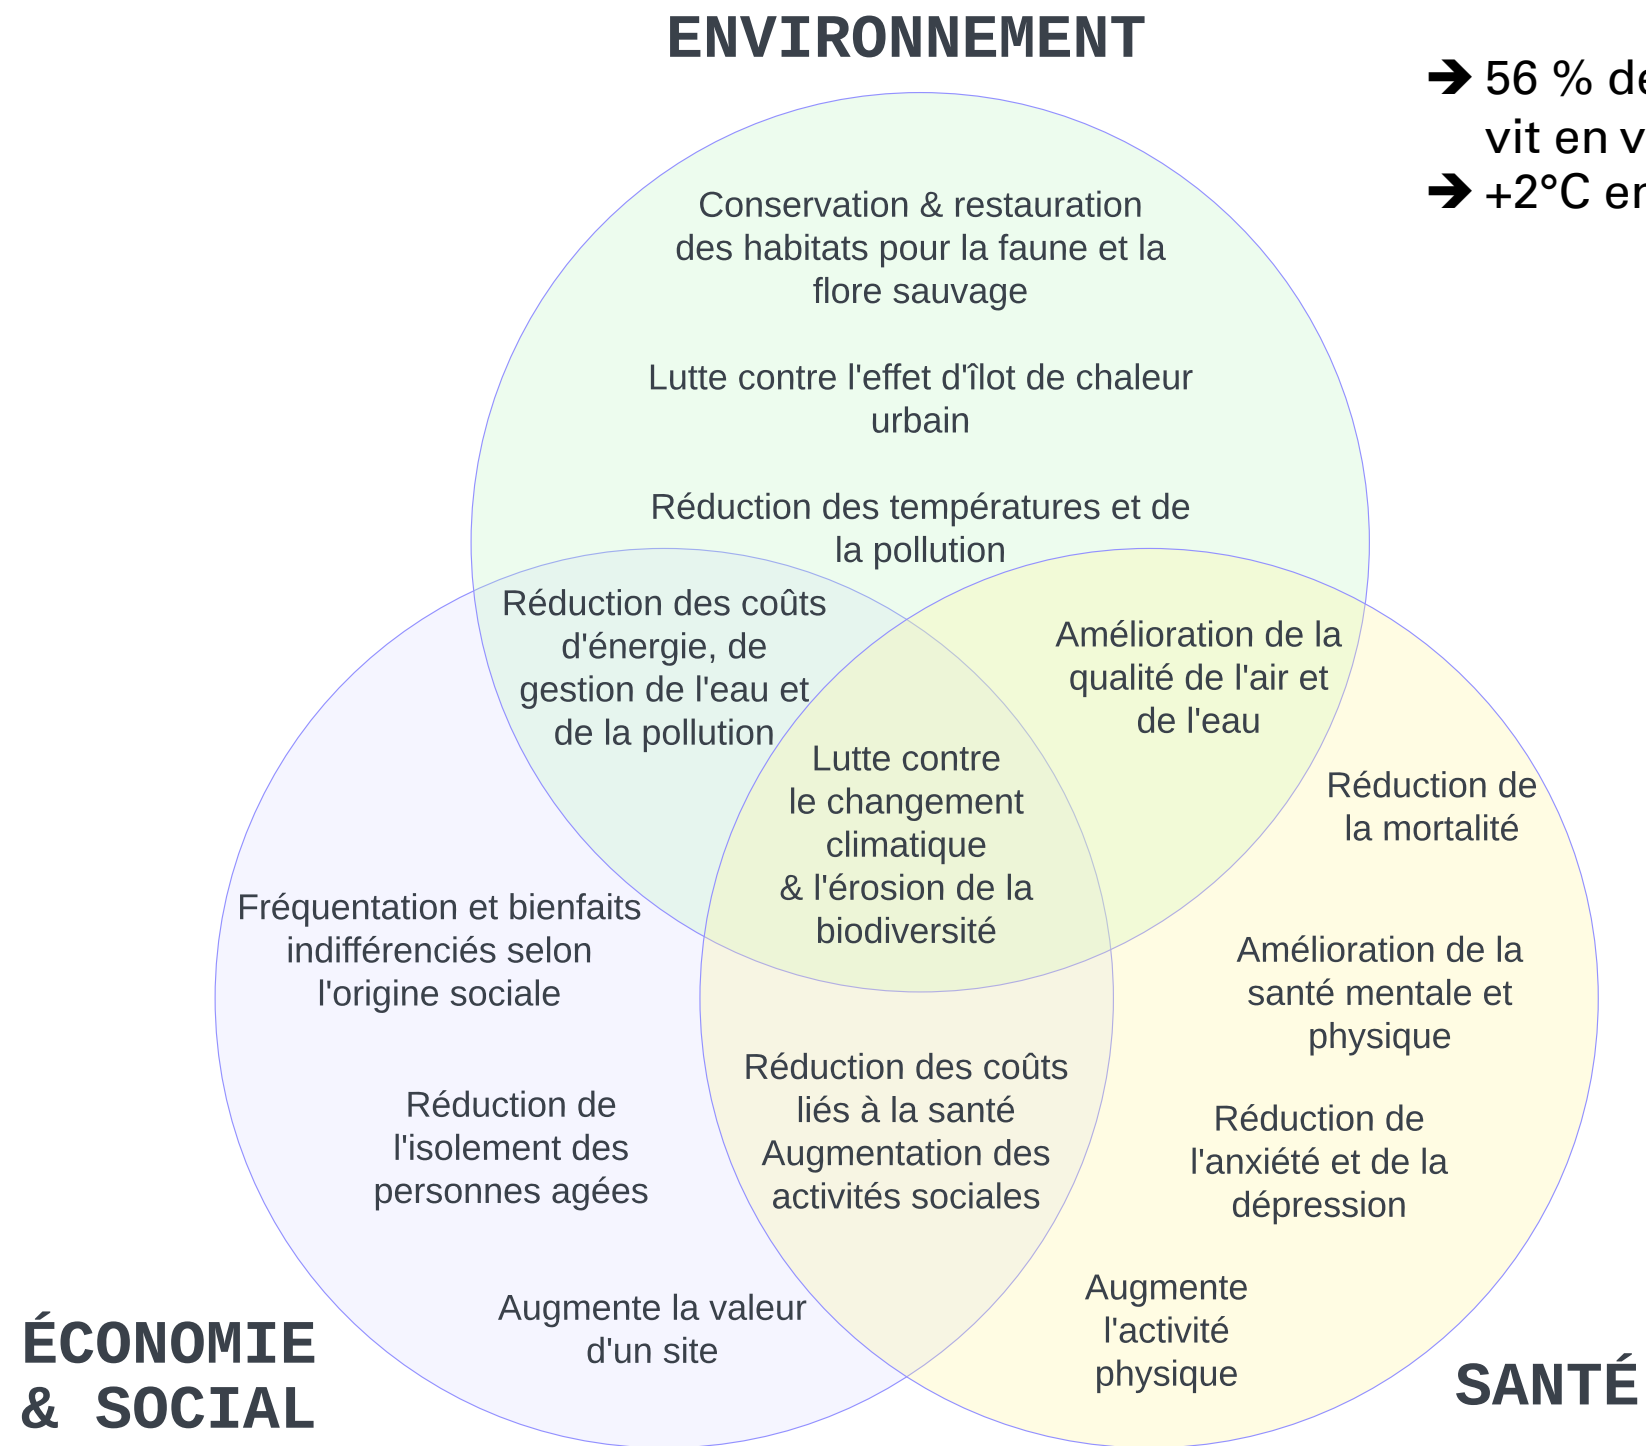 ENVIRONNEMENT
➔ 56 % de
vit en v
➔ +2°C en
Conservation & restauration
des habitats pour la faune et la
flore sauvage
Lutte contre l'effet d'îlot de chaleur
urbain
Réduction des températures et de
la pollution
Réduction des coûts
d'énergie, de
gestion de l'eau et
de la pollution
Amélioration de la
qualité de l'air et
de l'eau
Lutte contre
le changement
climatique
& l'érosion de la
biodiversité
Réduction de
la mortalité
Fréquentation et bienfaits
indifférenciés selon
l'origine sociale
Amélioration de la
santé mentale et
physique
Réduction des coûts
liés à la santé
Augmentation des
activités sociales
Réduction de
l'isolement des
personnes agées
Réduction de
l'anxiété et de la
dépression
Augmente la valeur
d'un site
Augmente
l'activité
physique
ÉCONOMIE
& SOCIAL
SANTÉ